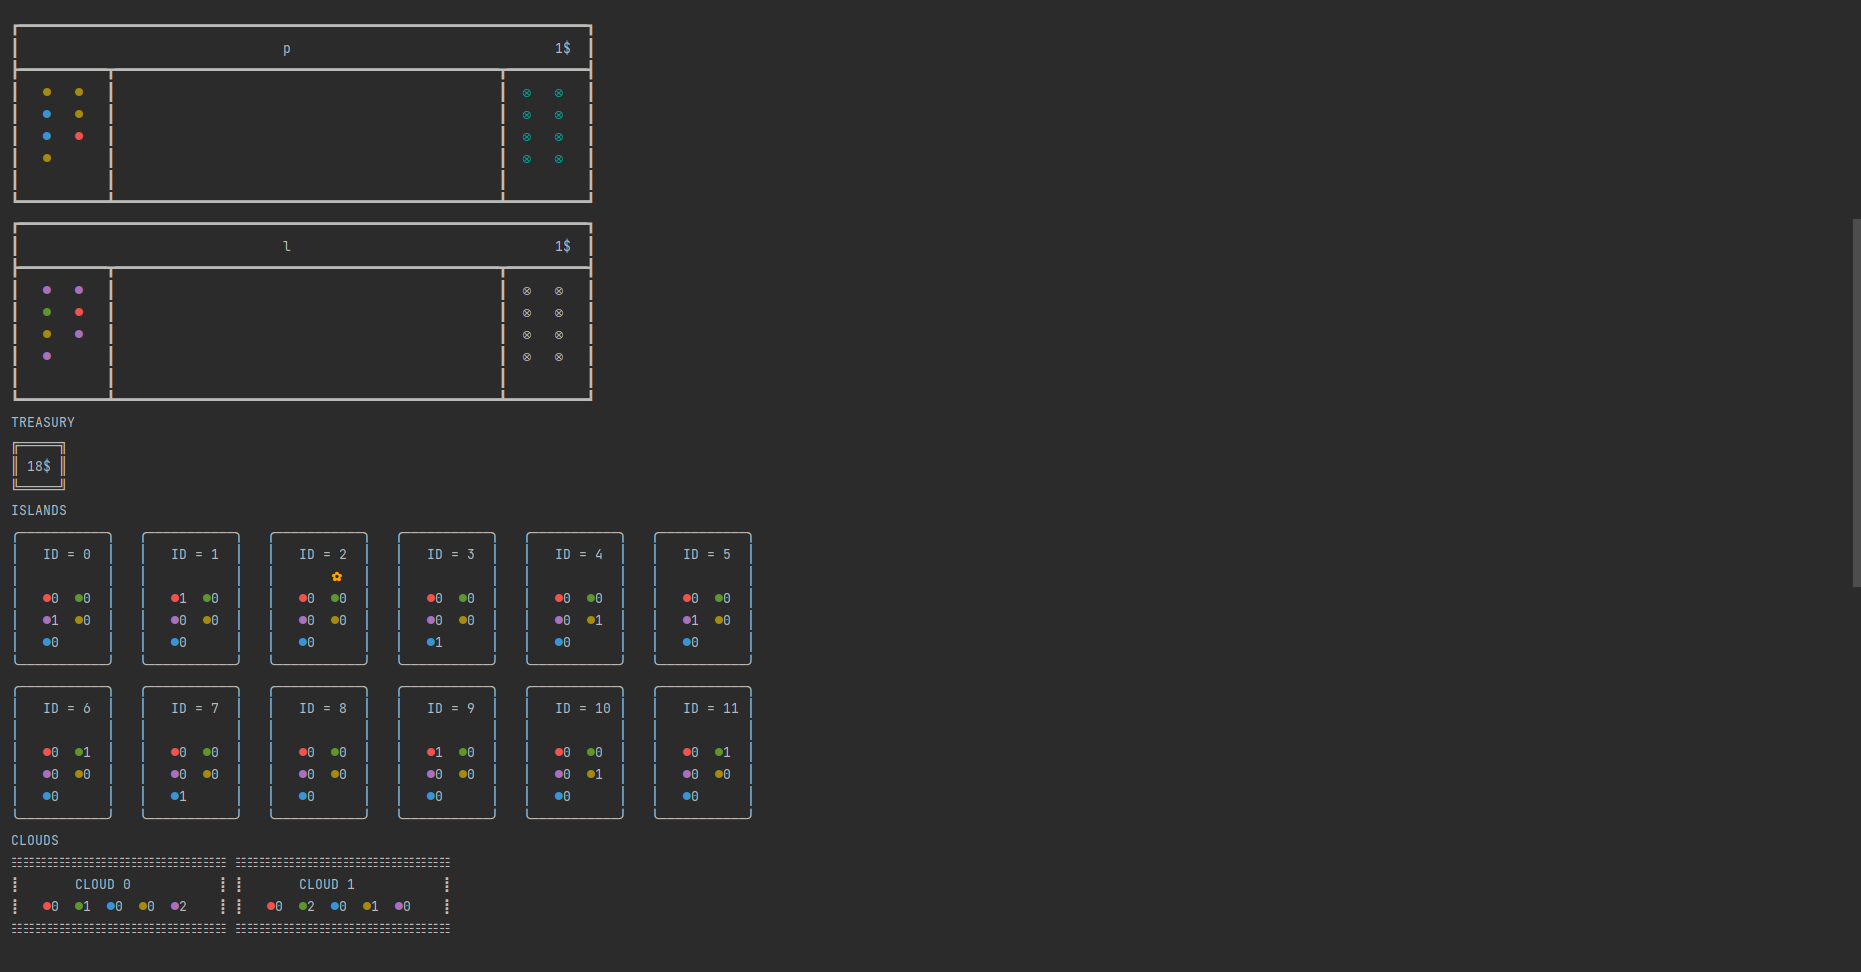 p 1$
l 1$
TREASURY
18$
ISLANDS
ID = 0 ID = 1 ID = 2 ID = 3 ID = 4 ID = 5
0 0 1 0 0 0 0 0 0 0 0 0
1 0 0 0 0 0 0 0 0 1 1 0
0 0 0 1 0 0
ID = 6 ID = 7 ID = 8 ID = 9 ID = 10 ID = 11
0 1 0 0 0 0 1 0 0 0 0 1
0 0 0 0 0 0 0 0 0 1 0 0
0 1 0 0 0 0
CLOUDS
CLOUD 0 CLOUD 1
0 1 0 0 2 0 2 0 1 0